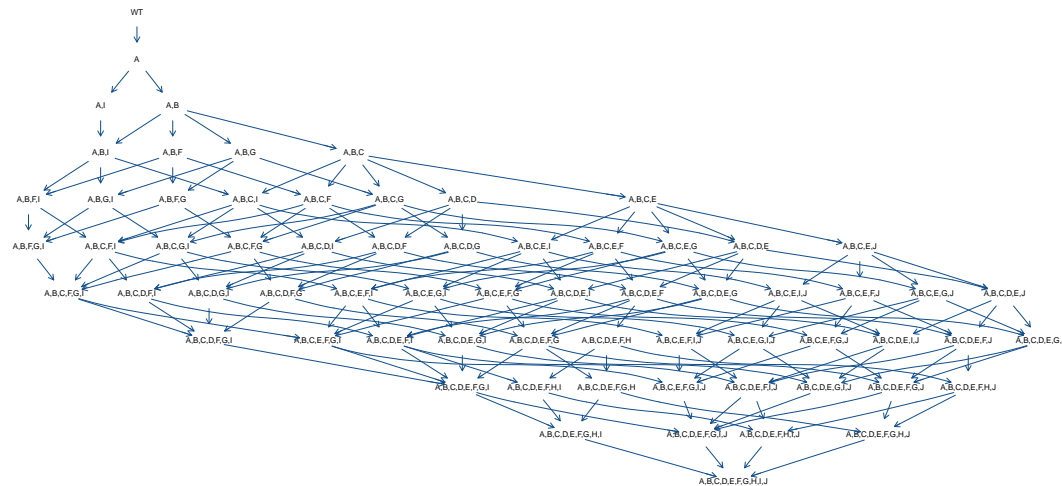 WT
A
A,I A,B
A,B,I A,B,F A,B,G A,B,C
A,B,F,I A,B,G,I A,B,F,G A,B,C,I A,B,C,F A,B,C,G A,B,C,D A,B,C,E
A,B,F,G,I A,B,C,F,I A,B,C,G,I A,B,C,F,G A,B,C,D,I A,B,C,D,F A,B,C,D,G A,B,C,E,I A,B,C,E,F A,B,C,E,G A,B,C,D,E A,B,C,E,J
A,B,C,F,G,I A,B,C,D,F,I A,B,C,D,G,I A,B,C,D,F,G A,B,C,E,F,I A,B,C,E,G,I A,B,C,E,F,G A,B,C,D,E,I A,B,C,D,E,F A,B,C,D,E,G A,B,C,E,I,J A,B,C,E,F,J A,B,C,E,G,J A,B,C,D,E,J
A,B,C,D,F,G,I A,B,C,E,F,G,I A,B,C,D,E,F,I A,B,C,D,E,G,I A,B,C,D,E,F,G A,B,C,D,E,F,H A,B,C,E,F,I,J A,B,C,E,G,I,J A,B,C,E,F,G,J A,B,C,D,E,I,J A,B,C,D,E,F,J A,B,C,D,E,G,
A,B,C,D,E,F,G,I A,B,C,D,E,F,H,I A,B,C,D,E,F,G,H A,B,C,E,F,G,I,J A,B,C,D,E,F,I,J A,B,C,D,E,G,I,J A,B,C,D,E,F,G,J A,B,C,D,E,F,H,J
A,B,C,D,E,F,G,H,I A,B,C,D,E,F,G,I,J A,B,C,D,E,F,H,I,J A,B,C,D,E,F,G,H,J
A,B,C,D,E,F,G,H,I,J